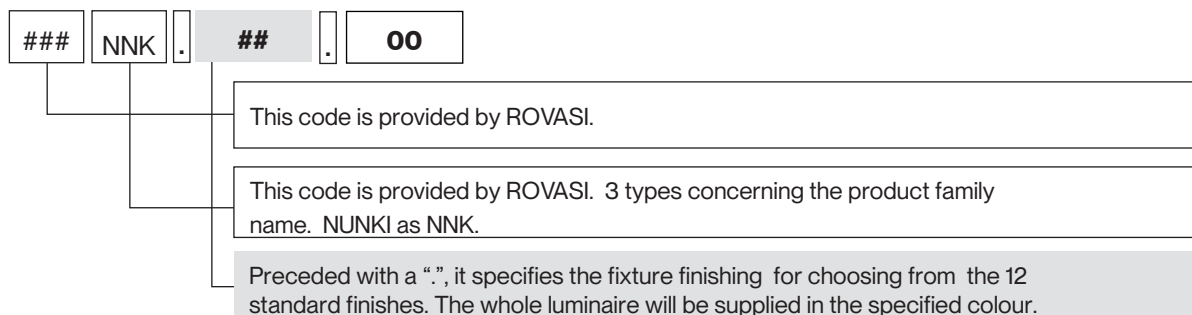 ### NNK . ## . 00
This code is provided by ROVASI.
This code is provided by ROVASI.  3 types concerning the product family
name.  NUNKI as NNK.
Preceded with a “.”, it specifies the fixture finishing  for choosing from  the 12
standard finishes. The whole luminaire will be supplied in the specified colour.